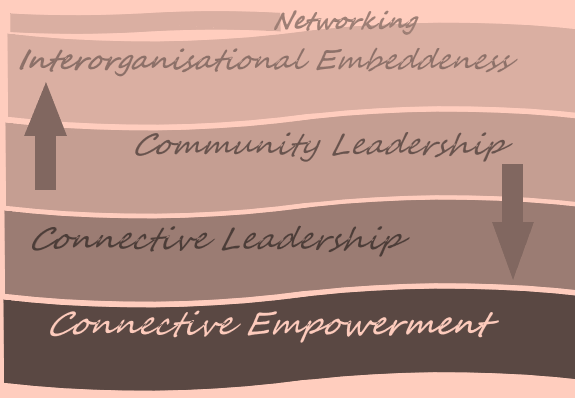 Networking
Interorganisational Embeddeness
Community Leadership
Connective Leadership
Connective Empowerment